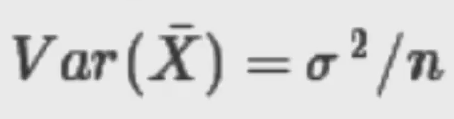 Var(X̄) = σ²/n